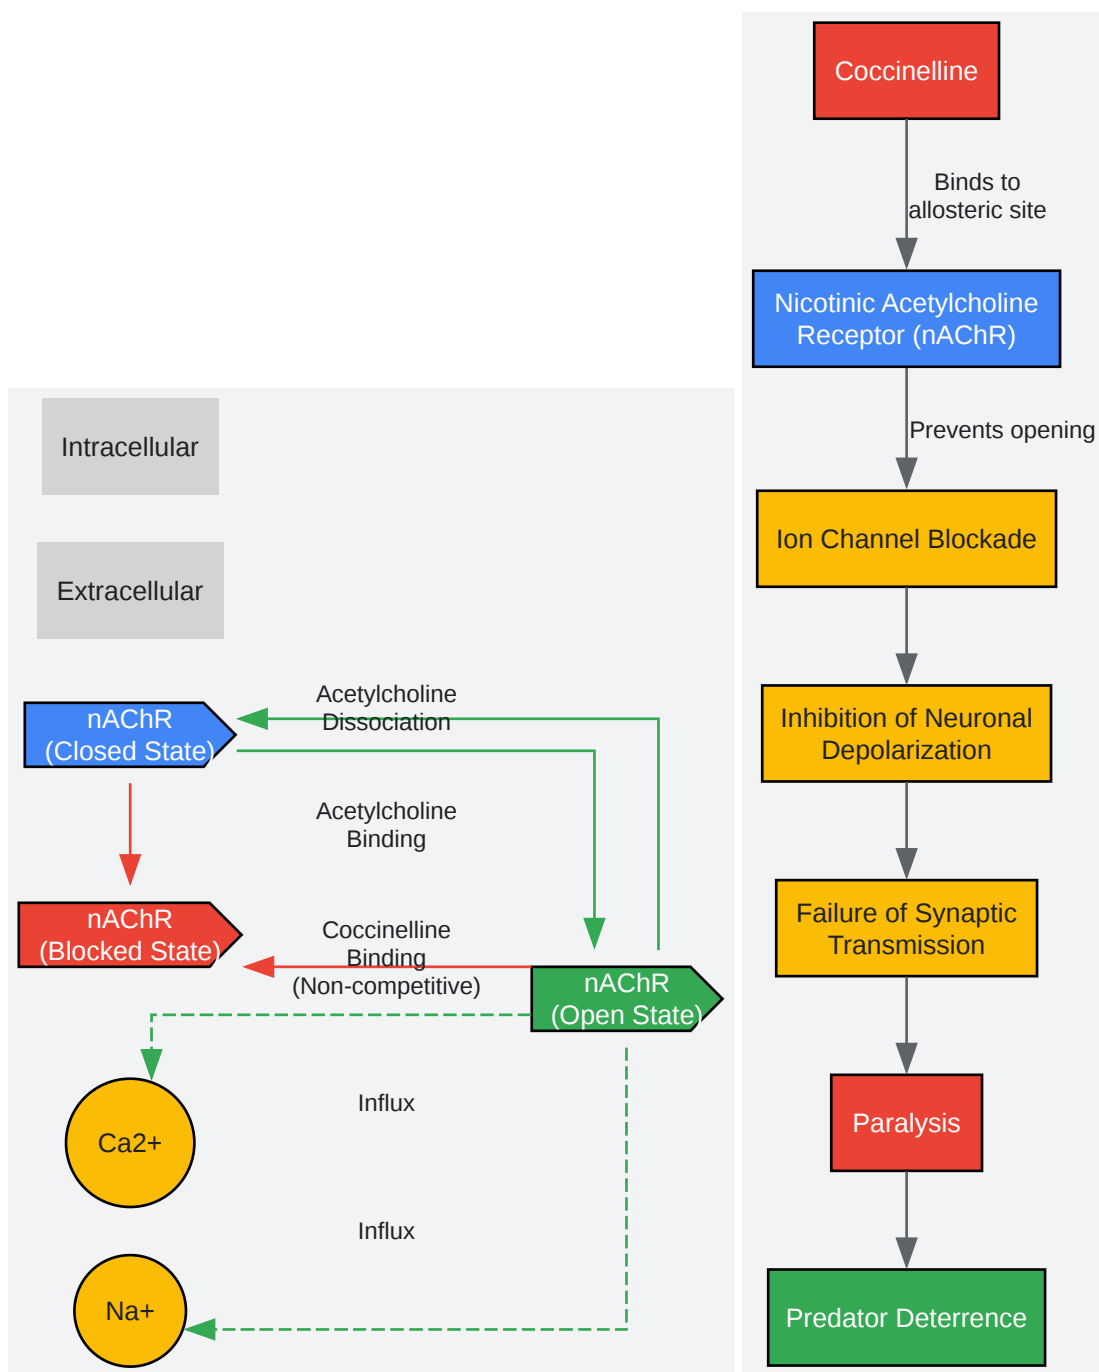 Coccinelline
Binds to
allosteric site
Nicotinic Acetylcholine
Receptor (nAChR)
Prevents opening
Ion Channel Blockade
Inhibition of Neuronal
Depolarization
Failure of Synaptic
Transmission
Paralysis
Predator Deterrence
Intracellular
Extracellular
nAChR
(Closed State)
Acetylcholine
Dissociation
Acetylcholine
Binding
nAChR
(Blocked State)
Coccinelline
Binding
(Non-competitive)
nAChR
(Open State)
Influx
Ca2+
Influx
Na+